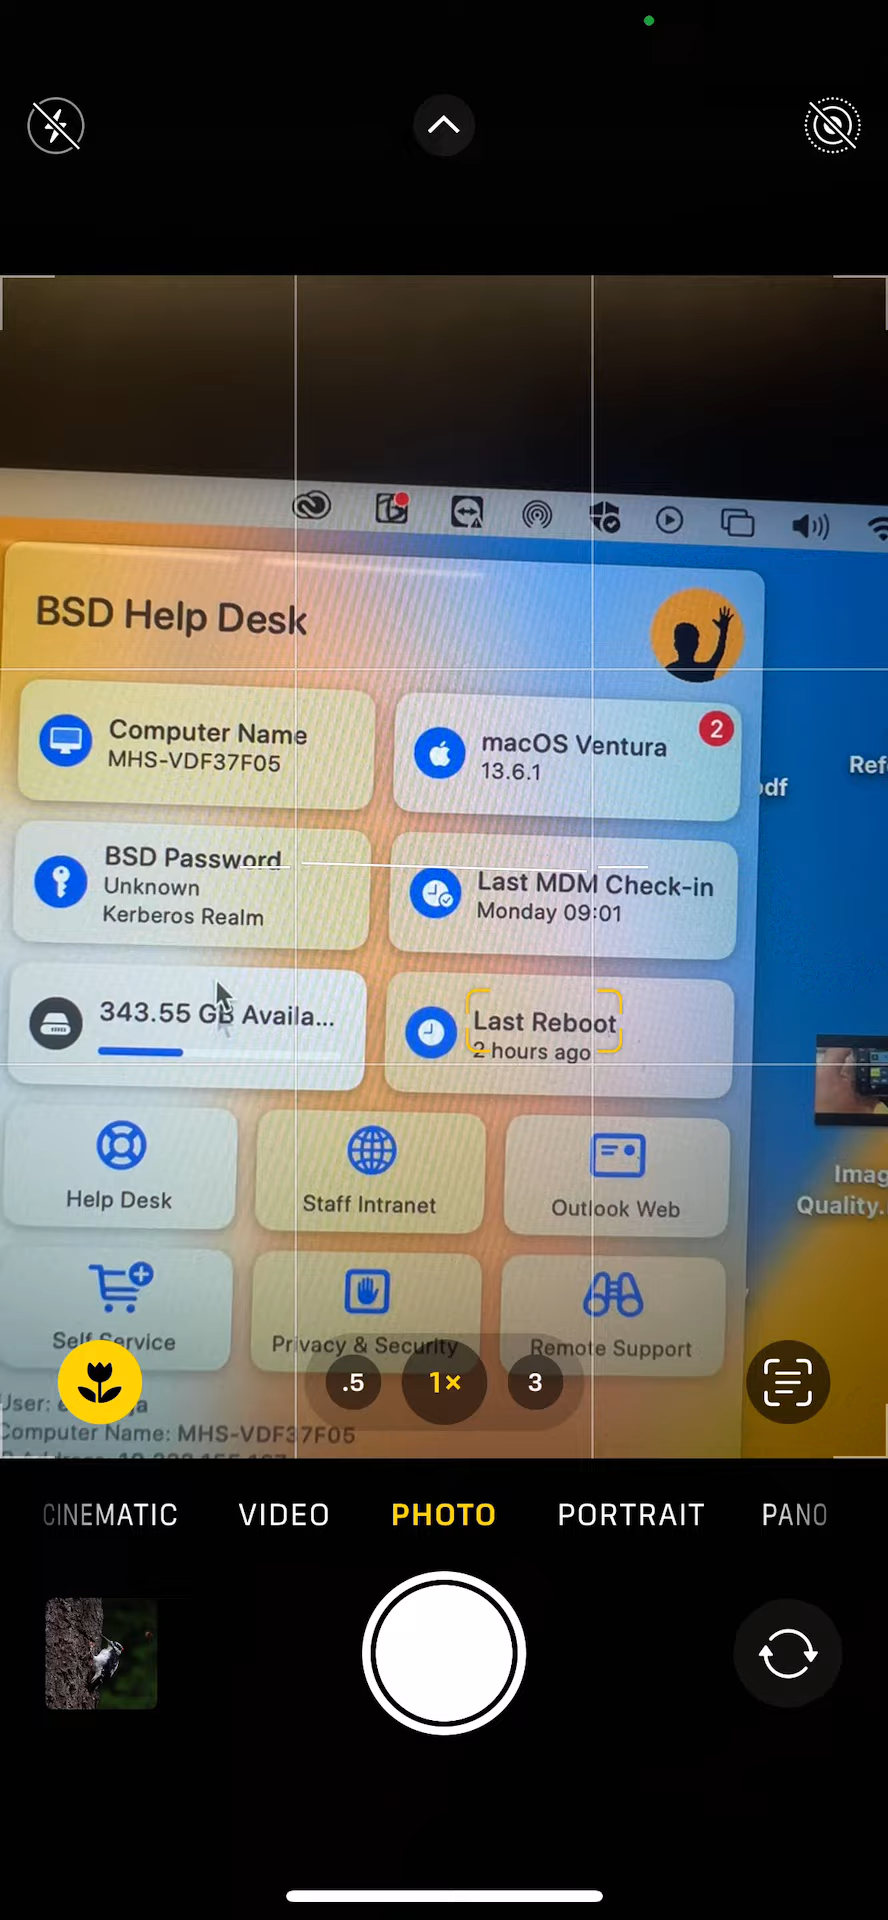 BSD Help Desk
Computer Name
MHS-VDF37F05
macOS Ventura
13.6.1
2
BSD Password
Unknown
Kerberos Realm
Last MDM Check-in
Monday 09:01
343.55 GB Availa...
Last Reboot
2 hours ago
Help Desk
Staff Intranet
Outlook Web
Self Service
Privacy & Security
Remote Support
User:
Computer Name: MHS-VDF37F05
Ref
Imag
Quality.
.5
1×
3
CINEMATIC
VIDEO
PHOTO
PORTRAIT
PANO